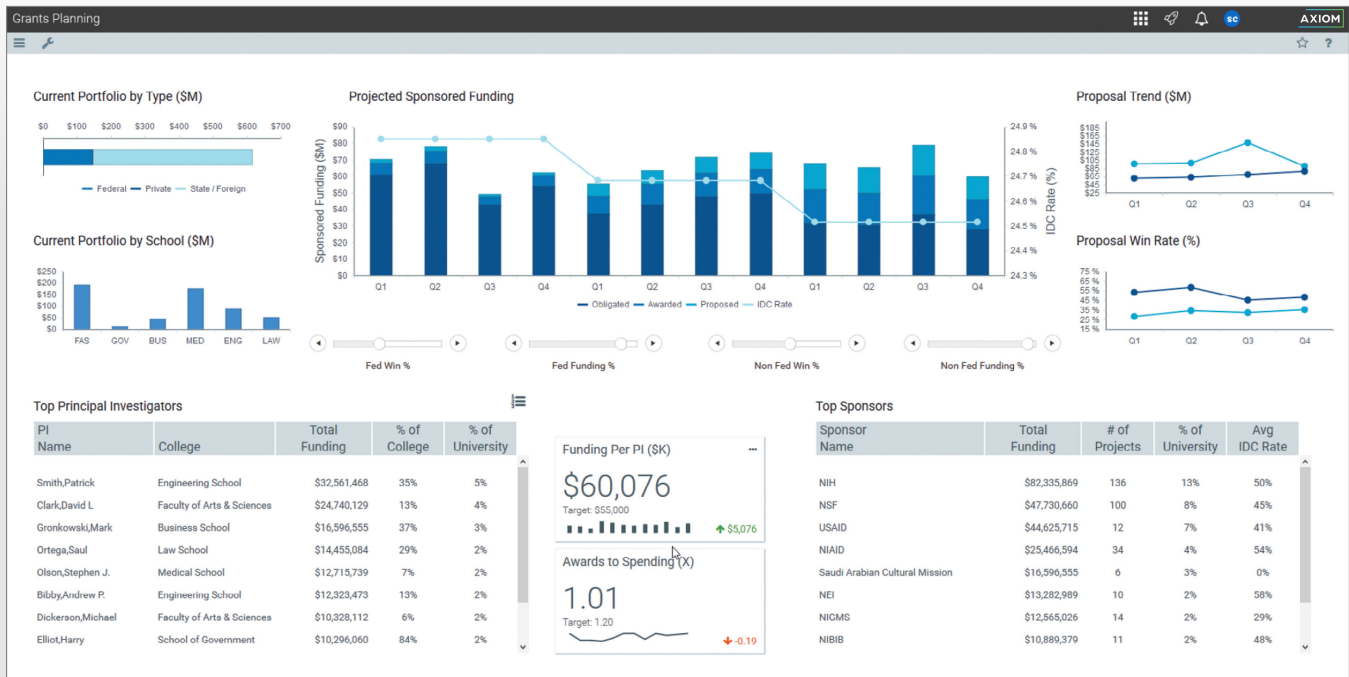 Grants Planning
SC
AXIOM
?
Current Portfolio by Type ($M)
$0 $100 $200 $300 $400 $500 $600 $700
Federal Private State / Foreign
Current Portfolio by School ($M)
$250
$200
$150
$100
$50
$0
FAS GOV BUS MED ENG LAW
Projected Sponsored Funding
Sponsored Funding ($M)
$90
$80
$70
$60
$50
$40
$30
$20
$10
$0
24.9 %
24.8 %
24.7 %
24.6 %
24.5 %
24.4 %
24.3 %
IDC Rate (%)
Q1 Q2 Q3 Q4 Q1 Q2 Q3 Q4 Q1 Q2 Q3 Q4
Obligated Awarded Proposed IDC Rate
Fed Win % Fed Funding % Non Fed Win % Non Fed Funding %
Proposal Trend ($M)
$185
$165
$145
$125
$105
$85
$65
$45
$25
Q1 Q2 Q3 Q4
Proposal Win Rate (%)
75 %
65 %
55 %
45 %
35 %
25 %
15 %
Q1 Q2 Q3 Q4
Top Principal Investigators
PI Name College Total Funding % of College % of University
Smith,Patrick Engineering School $32,561,468 35% 5%
Clark,David L Faculty of Arts & Sciences $24,740,129 13% 4%
Gronkowski,Mark Business School $16,596,555 37% 3%
Ortega,Saul Law School $14,455,084 29% 2%
Olson,Stephen J. Medical School $12,715,739 7% 2%
Bibby,Andrew P. Engineering School $12,323,473 13% 2%
Dickerson,Michael Faculty of Arts & Sciences $10,328,112 6% 2%
Elliot,Harry School of Government $10,296,060 84% 2%
Funding Per PI ($K)
$60,076
Target: $55,000
$5,076
Awards to Spending (X)
1.01
Target: 1.20
-0.19
Top Sponsors
Sponsor Name Total Funding # of Projects % of University Avg IDC Rate
NIH $82,335,869 136 13% 50%
NSF $47,730,660 100 8% 45%
USAID $44,625,715 12 7% 41%
NIAID $25,466,594 34 4% 54%
Saudi Arabian Cultural Mission $16,596,555 6 3% 0%
NEI $13,282,989 10 2% 58%
NIGMS $12,565,026 14 2% 29%
NIBIB $10,889,379 11 2% 48%